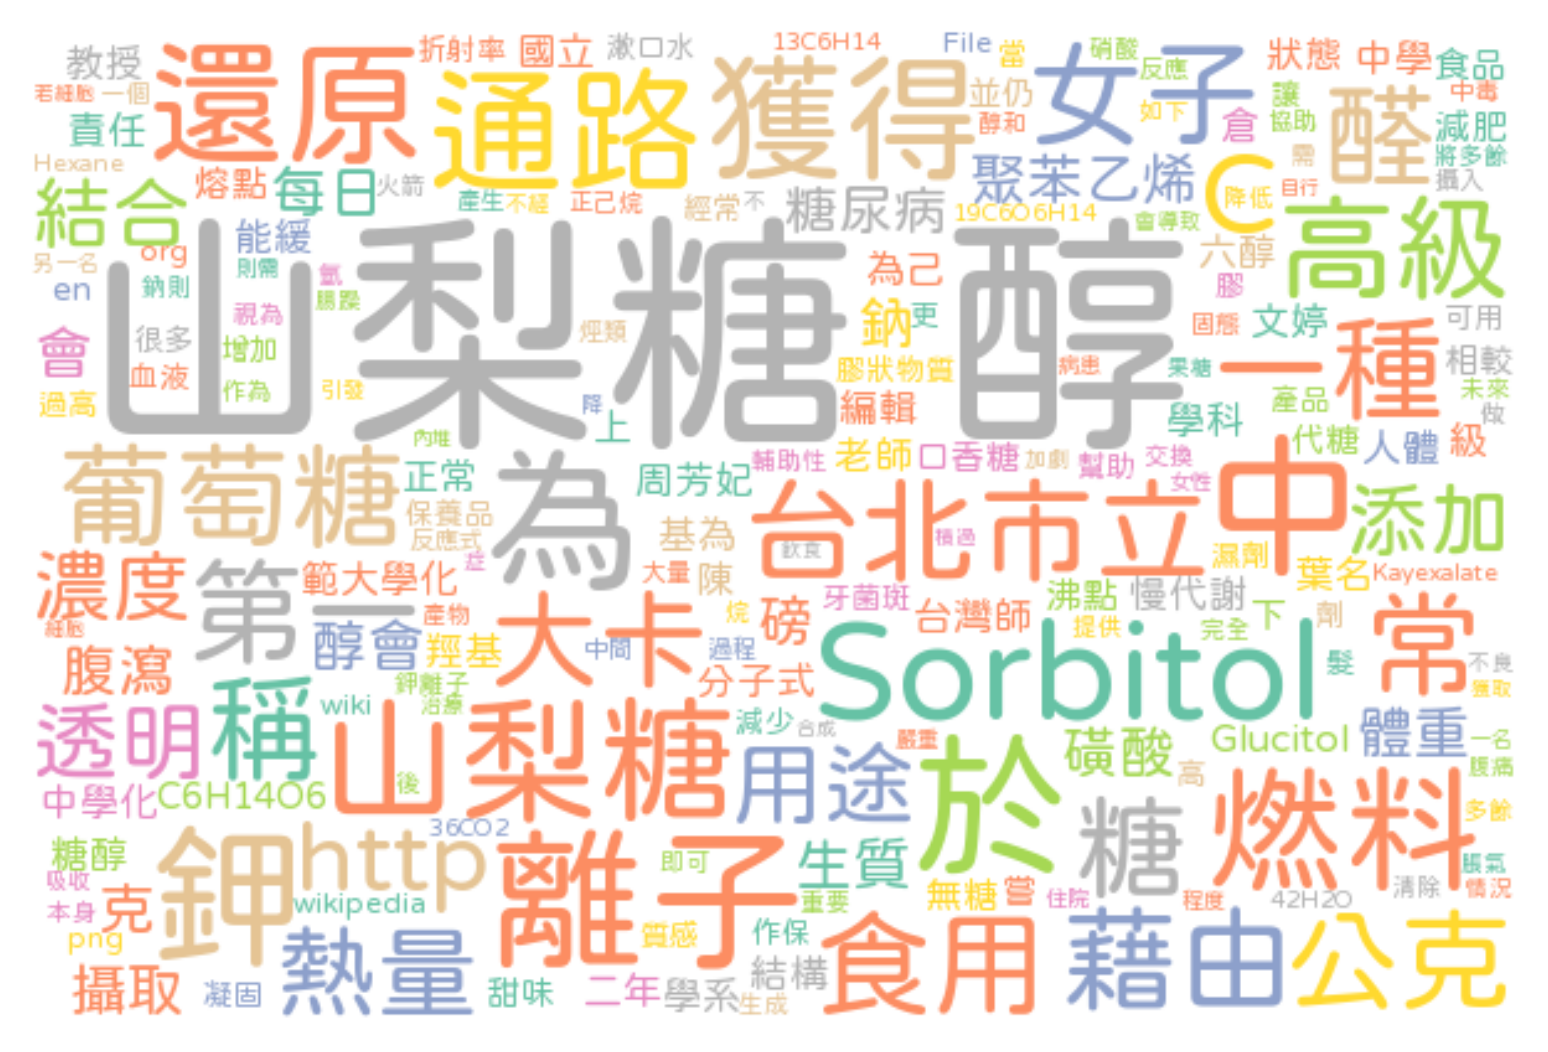 教授
還原
折射率
國立
漱口水
13C6H14
File
當
硝酸
女子
狀態
中學
食品
若細胞
一個
通路
獲得
並仍
反應
中毒
責任
醇和
如下
倉
讓
協助
醛
減肥
Hexane
熔點
每日
火箭
聚苯乙烯
C
降低
需
自行
將多餘
攝入
結合
產生
不經
正己烷
經常
不
糖尿病
19C6O6H14
會導致
高級
另一名
org
能緩
山梨糖
醇
為己
六醇
en
鈉則
則需
氫
勝躁
膠
會
很多
視為
烴類
鈉
更
固態
文婷
一種
可用
血液
增加
膠狀物質
病患
果糖
相較
過高
作為
引發
降
編輯
產品
未來
做
內堆
上
學科
代糖
人體
級
葡萄糖
正常
為
周芳妃
輔助性
老師
口香糖
加劇
幫助
交換
女性
中
保養品
反應式
基為
台北市立
飲食
積過
添加
濃度
第一
範大學化
症
大量
陳
濕劑
葉名
Kayexalate
細胞
產物
大卡
烷
磅
牙菌斑
台灣師
沸點
慢代謝
提供
完全
下
劑
常
醇會
羥基
中間
過程
腹瀉
鉀離子
治療
分子式
Sorbitol
髮
不良
獲取
透明
稱
wiki
山梨糖
減少
合成
嚴重
磺酸
Glucitol
體重
一名
中學化
C6H14O6
後
用途
於
高
腹痛
糖醇
36CO2
糖
燃料
多餘
吸收
鉀
http
離子
即可
生質
脹氣
本身
克
wikipedia
重要
無糖
嘗
住院
程度
42H2O
清除
情況
png
熱量
質感
作保
食用
藉由
公克
攝取
凝固
甜味
二年
學系
結構
生成